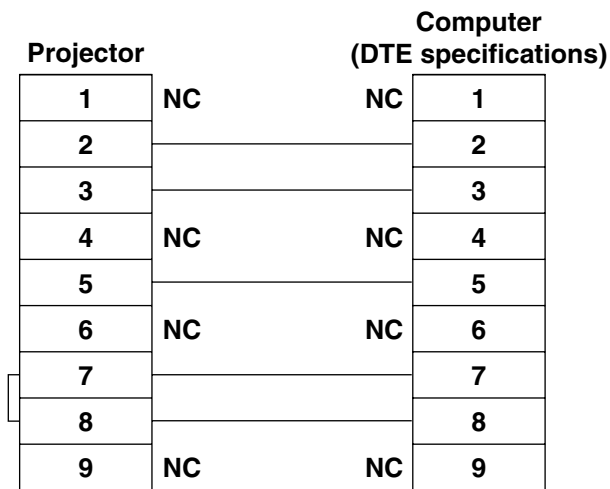 Computer
Projector (DTE specifications)
1 NC NC 1
2 2
3 3
4 NC NC 4
5 5
6 NC NC 6
7 7
8 8
9 NC NC 9